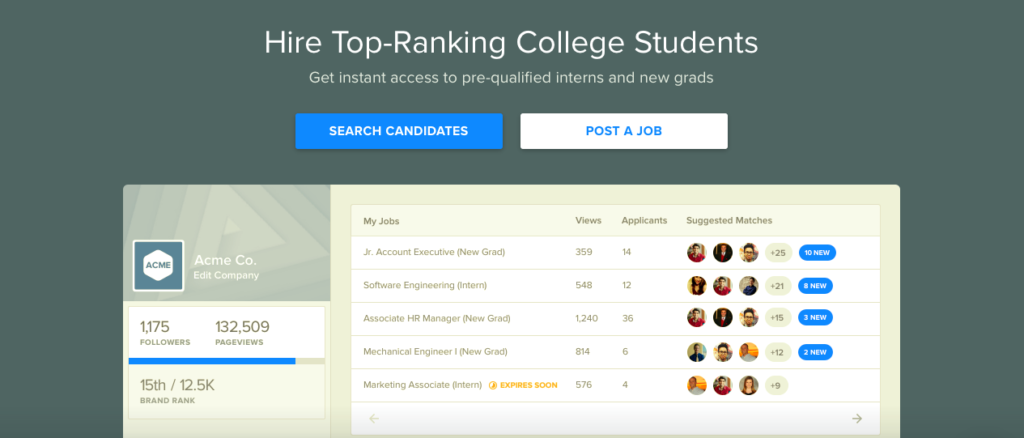 Hire Top-Ranking College Students
Get instant access to pre-qualified interns and new grads
SEARCH CANDIDATES POST A JOB
ACME
Acme Co.
Edit Company
1,175 132,509
FOLLOWERS PAGEVIEWS
15th / 12.5K
BRAND RANK
My Jobs Views Applicants Suggested Matches
Jr. Account Executive (New Grad) 359 14 +25 10 NEW
Software Engineering (Intern) 548 12 +21 8 NEW
Associate HR Manager (New Grad) 1,240 36 +15 3 NEW
Mechanical Engineer I (New Grad) 814 6 +12 2 NEW
Marketing Associate (Intern) EXPIRES SOON 576 4 +9